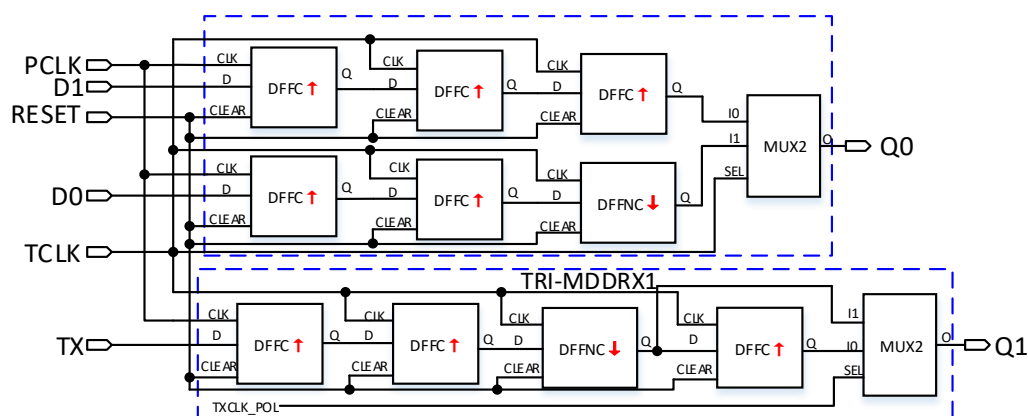 PCLK
D1
RESET
CLK
D
CLEAR
DFFC
Q
CLK
D
CLEAR
DFFC
Q
CLK
D
CLEAR
DFFC
Q
I0
I1
SEL
MUX2
O
Q0
D0
TCLK
CLK
D
CLEAR
DFFC
Q
CLK
D
CLEAR
DFFC
Q
CLK
D
CLEAR
DFFNC
Q
TRI-MDDRX1
TX
CLK
D
CLEAR
DFFC
Q
CLK
D
CLEAR
DFFC
Q
CLK
D
CLEAR
DFFNC
Q
CLK
D
CLEAR
DFFC
Q
I1
I0
SEL
MUX2
O
Q1
TXCLK_POL